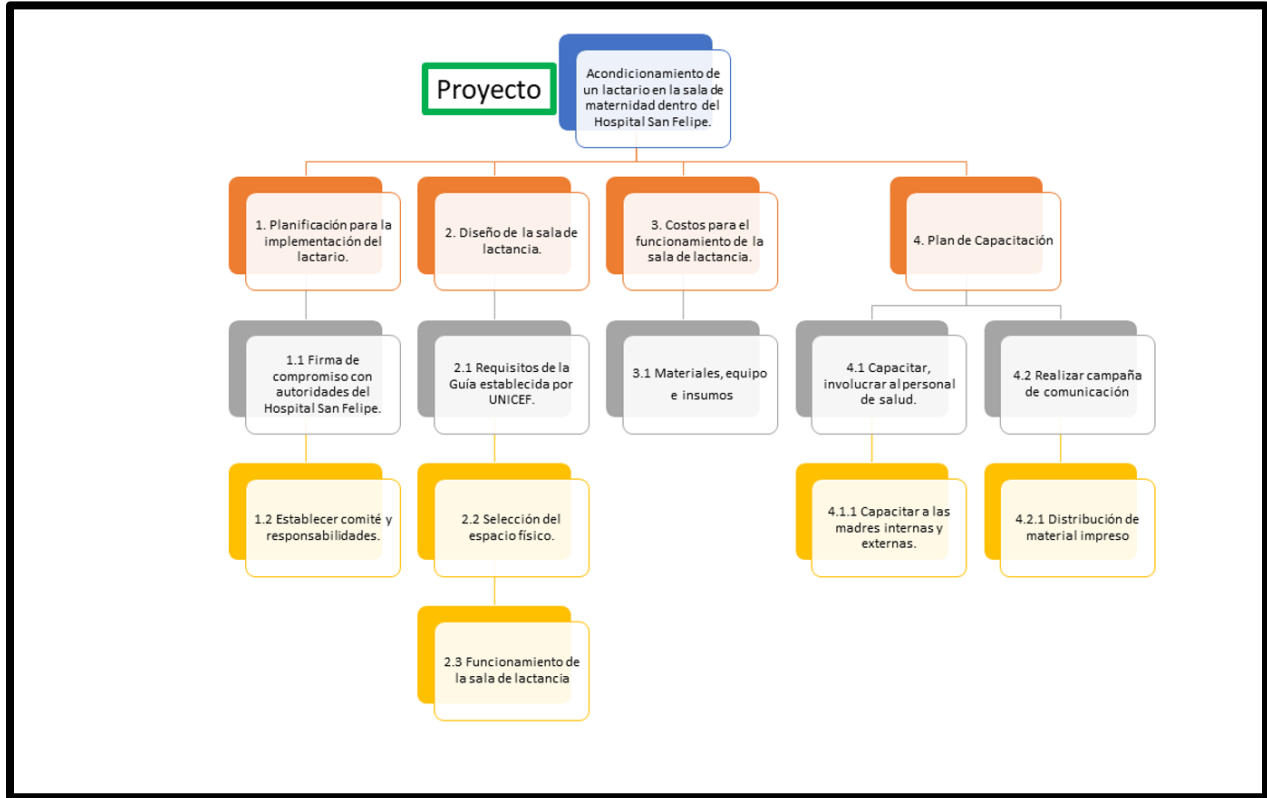 Proyecto
Acondicionamiento de
un lactario en la sala de
maternidad dentro del
Hospital San Felipe.
1. Planificación para la
implementación del
lactario.
2. Diseño de la sala de
lactancia.
3. Costos para el
funcionamiento de la
sala de lactancia.
4. Plan de Capacitación
1.1 Firma de
compromiso con
autoridades del
Hospital San Felipe.
2.1 Requisitos de la
Guía establecida por
UNICEF.
3.1 Materiales, equipo
e insumos
4.1 Capacitar,
involucrar al personal
de salud.
4.2 Realizar campaña
de comunicación
1.2 Establecer comité y
responsabilidades.
2.2 Selección del
espacio físico.
4.1.1 Capacitar a las
madres internas y
externas.
4.2.1 Distribución de
material impreso
2.3 Funcionamiento de
la sala de lactancia